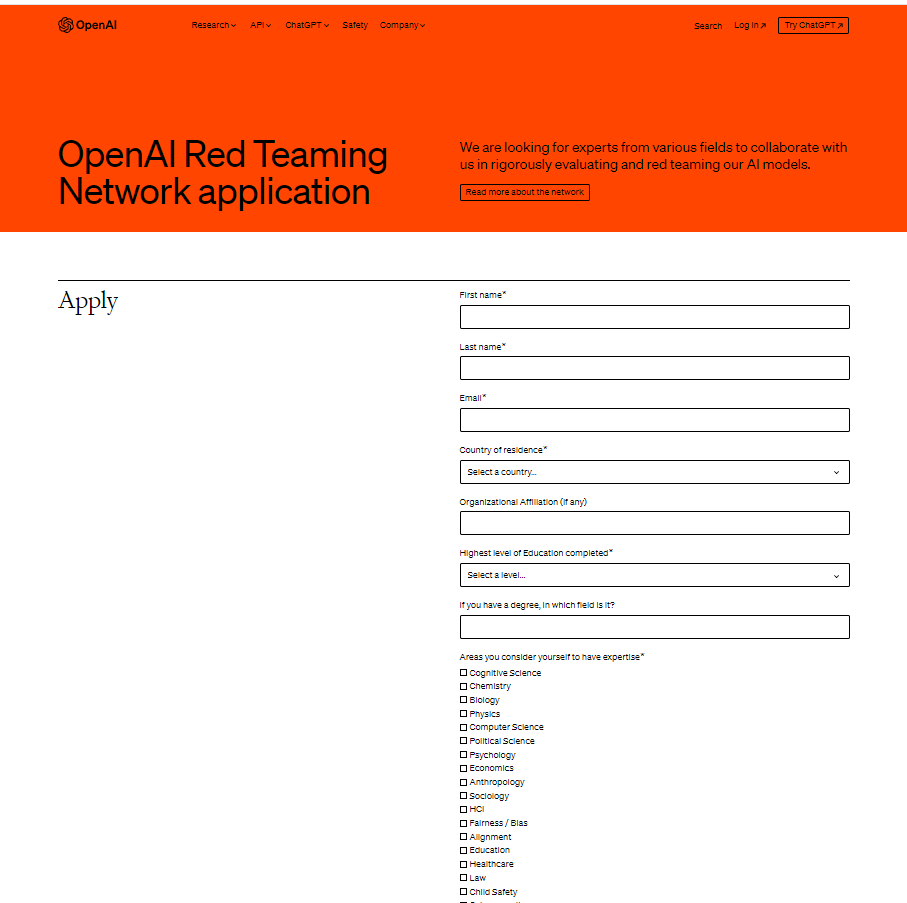 OpenAI Research API ChatGPT Safety Company Search Log in ↗ Try ChatGPT ↗
OpenAI Red Teaming
Network application
We are looking for experts from various fields to collaborate with
us in rigorously evaluating and red teaming our AI models.
Read more about the network
Apply
First name*
Last name*
Email*
Country of residence*
Select a country...
Organizational Affiliation (if any)
Highest level of Education completed*
Select a level...
If you have a degree, in which field is it?
Areas you consider yourself to have expertise*
Cognitive Science
Chemistry
Biology
Physics
Computer Science
Political Science
Psychology
Economics
Anthropology
Sociology
HCI
Fairness / Bias
Alignment
Education
Healthcare
Law
Child Safety